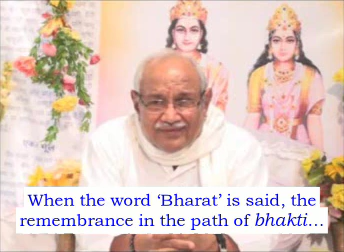 When the word ‘Bharat’ is said, the
remembrance in the path of bhakti...